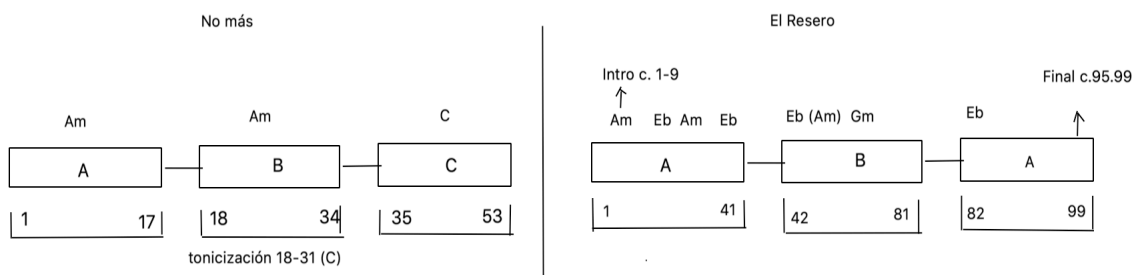 No más
Am
Am
C
A
B
C
1
17
18
34
35
53
tonicización 18-31 (C)
El Resero
Intro c. 1-9
Final c.95.99
Am Eb Am Eb
Eb (Am) Gm
Eb
A
B
A
1
41
42
81
82
99